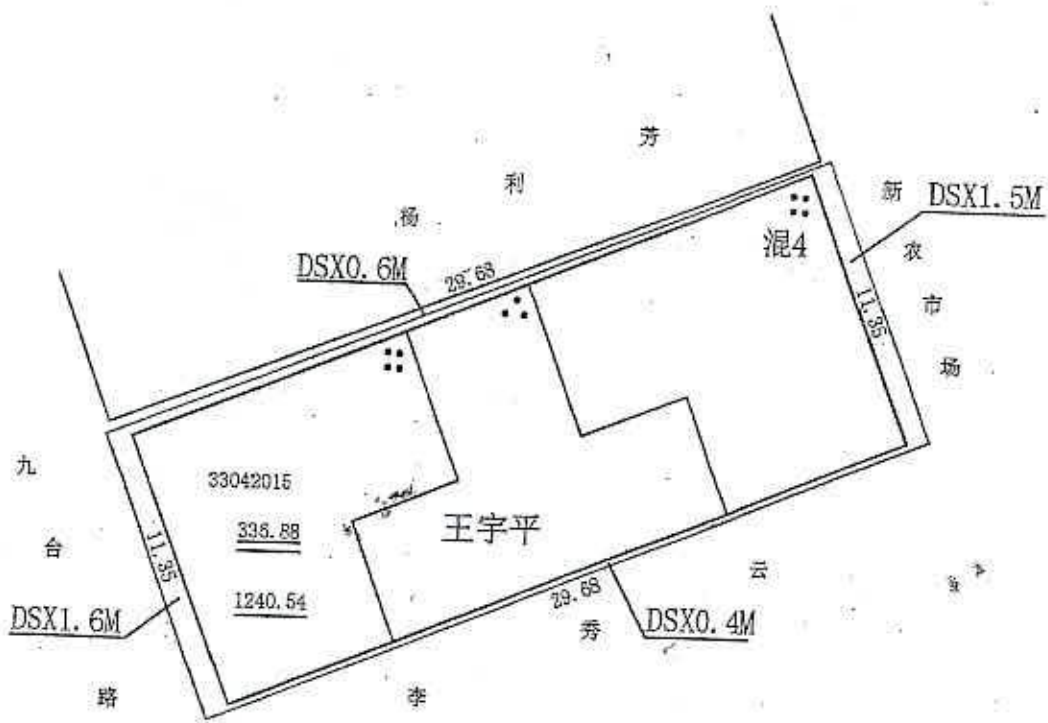 杨利芳
新农市场
DSX1.5M
混4
DSX0.6M
29.68
11.35
九台路
33042015
336.88
1240.54
王宇平
11.35
DSX1.6M
29.68
DSX0.4M
李秀云